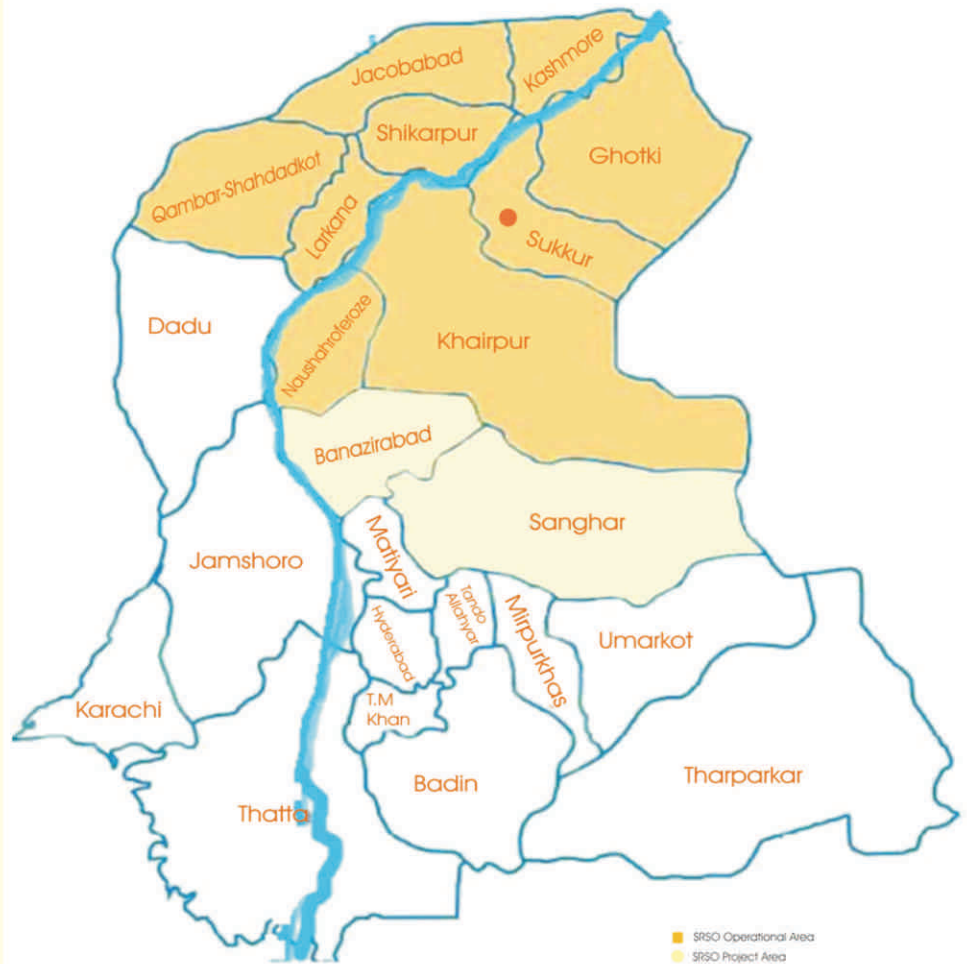 Jacobabad
Kashmore
Shikarpur
Ghotki
Qambar-Shahdadkot
Larkana
Sukkur
Dadu
Naushahroferoze
Khairpur
Banazirabad
Sanghar
Matiyari
Jamshoro
Hyderabad
Tando
Allahyar
Mirpurkhas
Umarkot
Karachi
T.M
Khan
Badin
Tharparkar
Thatta
SRSO Operational Area
SRSO Project Area